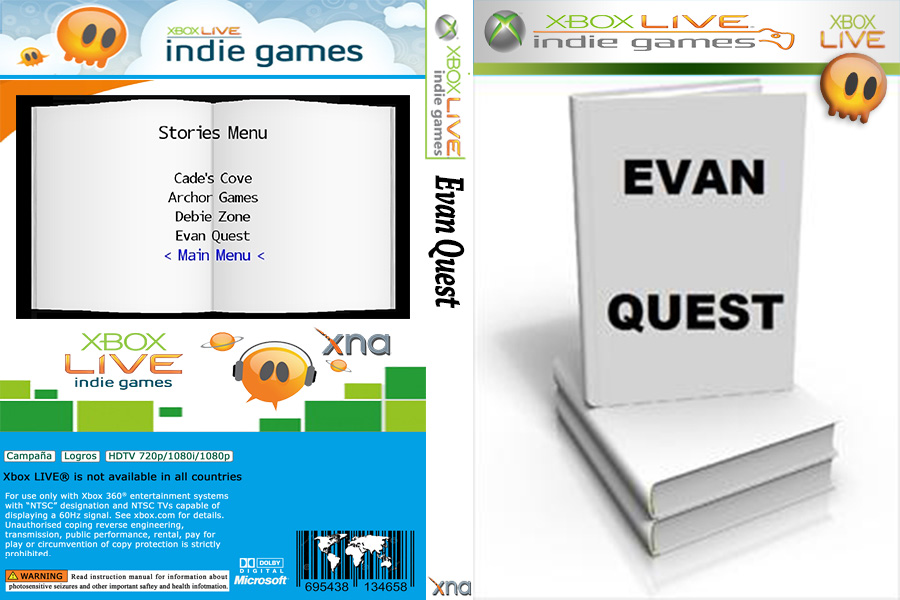 XBOX LIVE
indie games
Stories Menu
Cade's Cove
Archor Games
Debie Zone
Evan Quest
< Main Menu <
XBOX
LIVE
indie games
xna
Campaña
Logros
HDTV 720p/1080i/1080p
Xbox LIVE® is not available in all countries
For use only with Xbox 360® entertainment systems
with "NTSC" designation and NTSC TVs capable of
displaying a 60Hz signal. See xbox.com for details.
Unauthorised coping reverse engineering,
transmission, public performance, rental, pay for
play or circumvention of copy protection is strictly
prohibited.
WARNING Read instruction manual for information about
photosensitive seizures and other important saftey and health infotmation.
DOLBY
DIGITAL
Microsoft
695438 134658
XBOX LIVE
indie games
Evan Quest
xna
XBOX LIVE
indie games
XBOX
LIVE
EVAN
QUEST